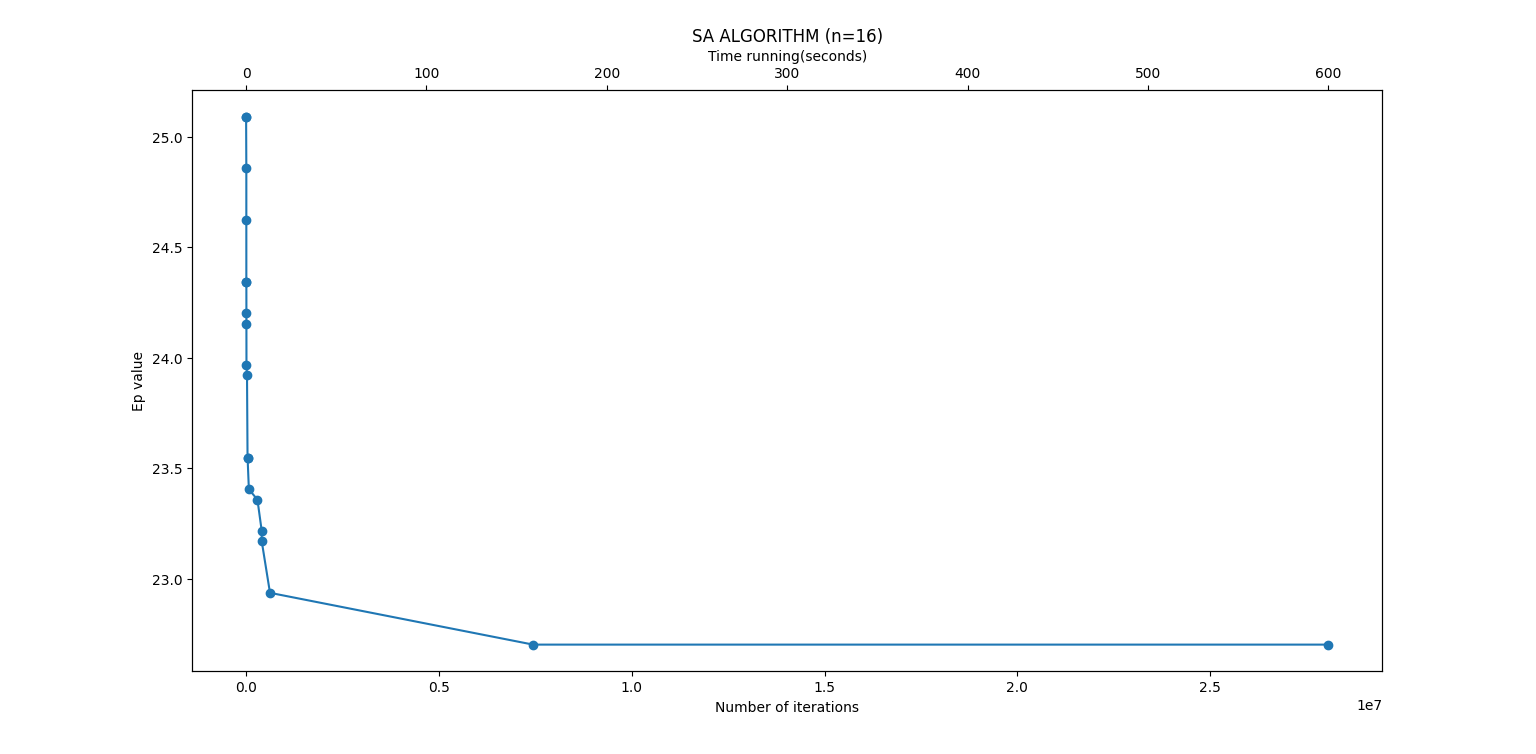 SA ALGORITHM (n=16)
Time running(seconds)
0 100 200 300 400 500 600
25.0
24.5
24.0
23.5
23.0
Ep value
0.0 0.5 1.0 1.5 2.0 2.5
Number of iterations
1e7